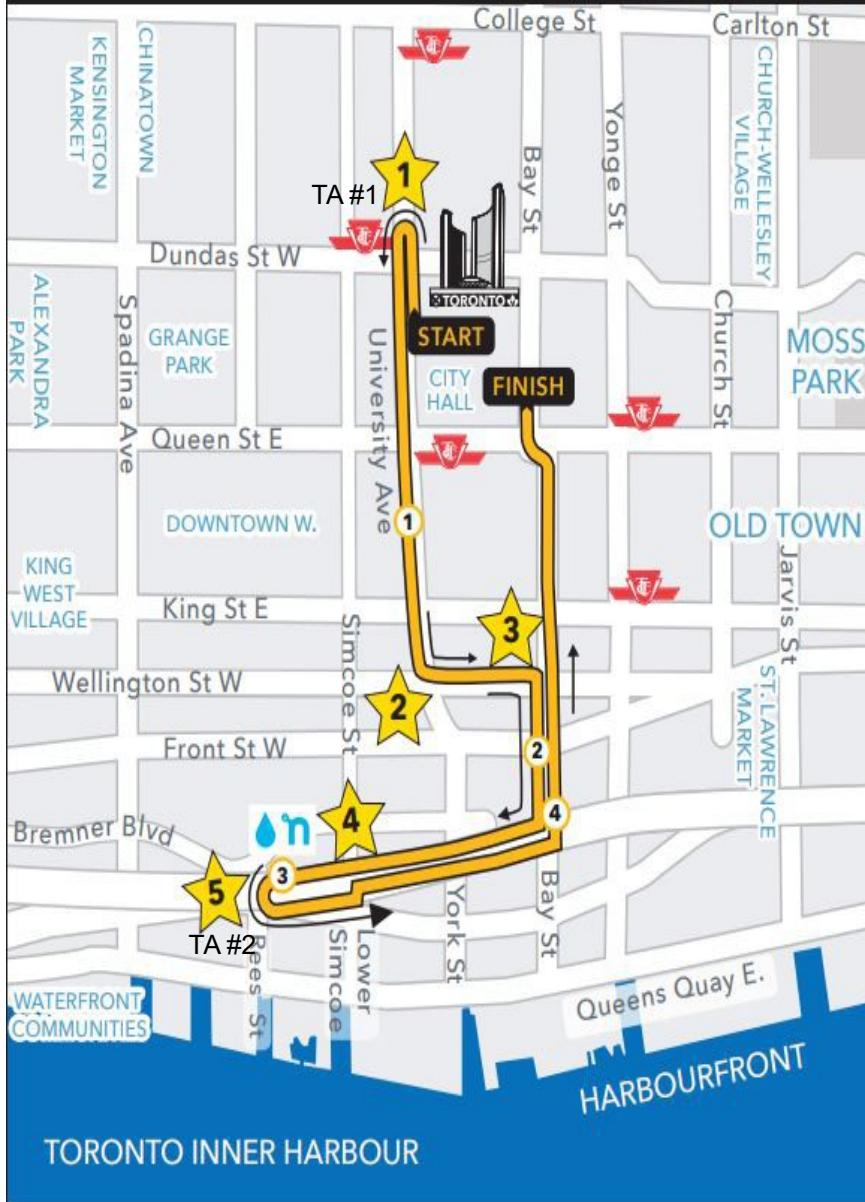 College St
Carlton St
KENSINGTON
MARKET
CHINATOWN
CHURCH-WELLESLEY
VILLAGE
Yonge St
Bay St
1
TA #1
Dundas St W
TORONTO
ALEXANDRA
PARK
Spadina Ave
GRANGE
PARK
University Ave
START
CITY
HALL
FINISH
Church St
MOSS
PARK
Queen St E
1
DOWNTOWN W.
OLD TOWN
KING
WEST
VILLAGE
King St E
Simcoe St
3
Jarvis St
Wellington St W
2
ST. LAWRENCE
MARKET
Front St W
2
4
4
Bremner Blvd
n
3
5
TA #2
Rees St
Lower
Simcoe
York St
Bay St
Queens Quay E.
WATERFRONT
COMMUNITIES
HARBOURFRONT
TORONTO INNER HARBOUR